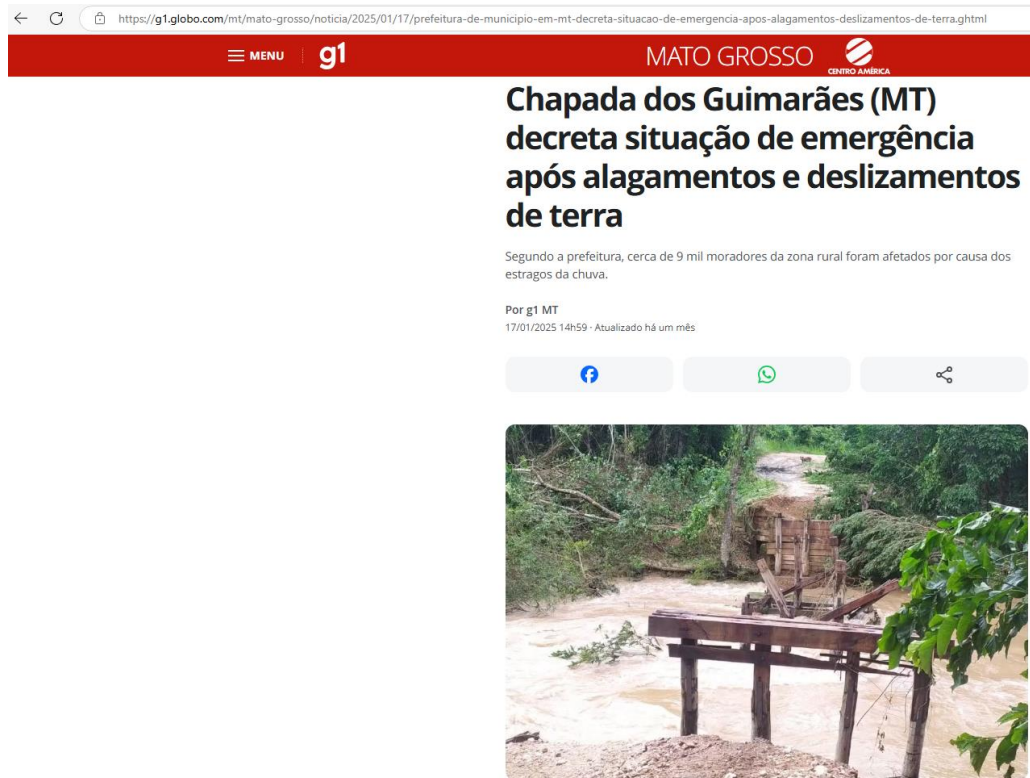 https://g1.globo.com/mt/mato-grosso/noticia/2025/01/17/prefeitura-de-municipio-em-mt-decreta-situacao-de-emergencia-apos-alagamentos-deslizamentos-de-terra.ghtml
MENU g1 MATO GROSSO CENTRO AMÉRICA
Chapada dos Guimarães (MT)
decreta situação de emergência
após alagamentos e deslizamentos
de terra
Segundo a prefeitura, cerca de 9 mil moradores da zona rural foram afetados por causa dos
estragos da chuva.
Por g1 MT
17/01/2025 14h59 · Atualizado há um mês